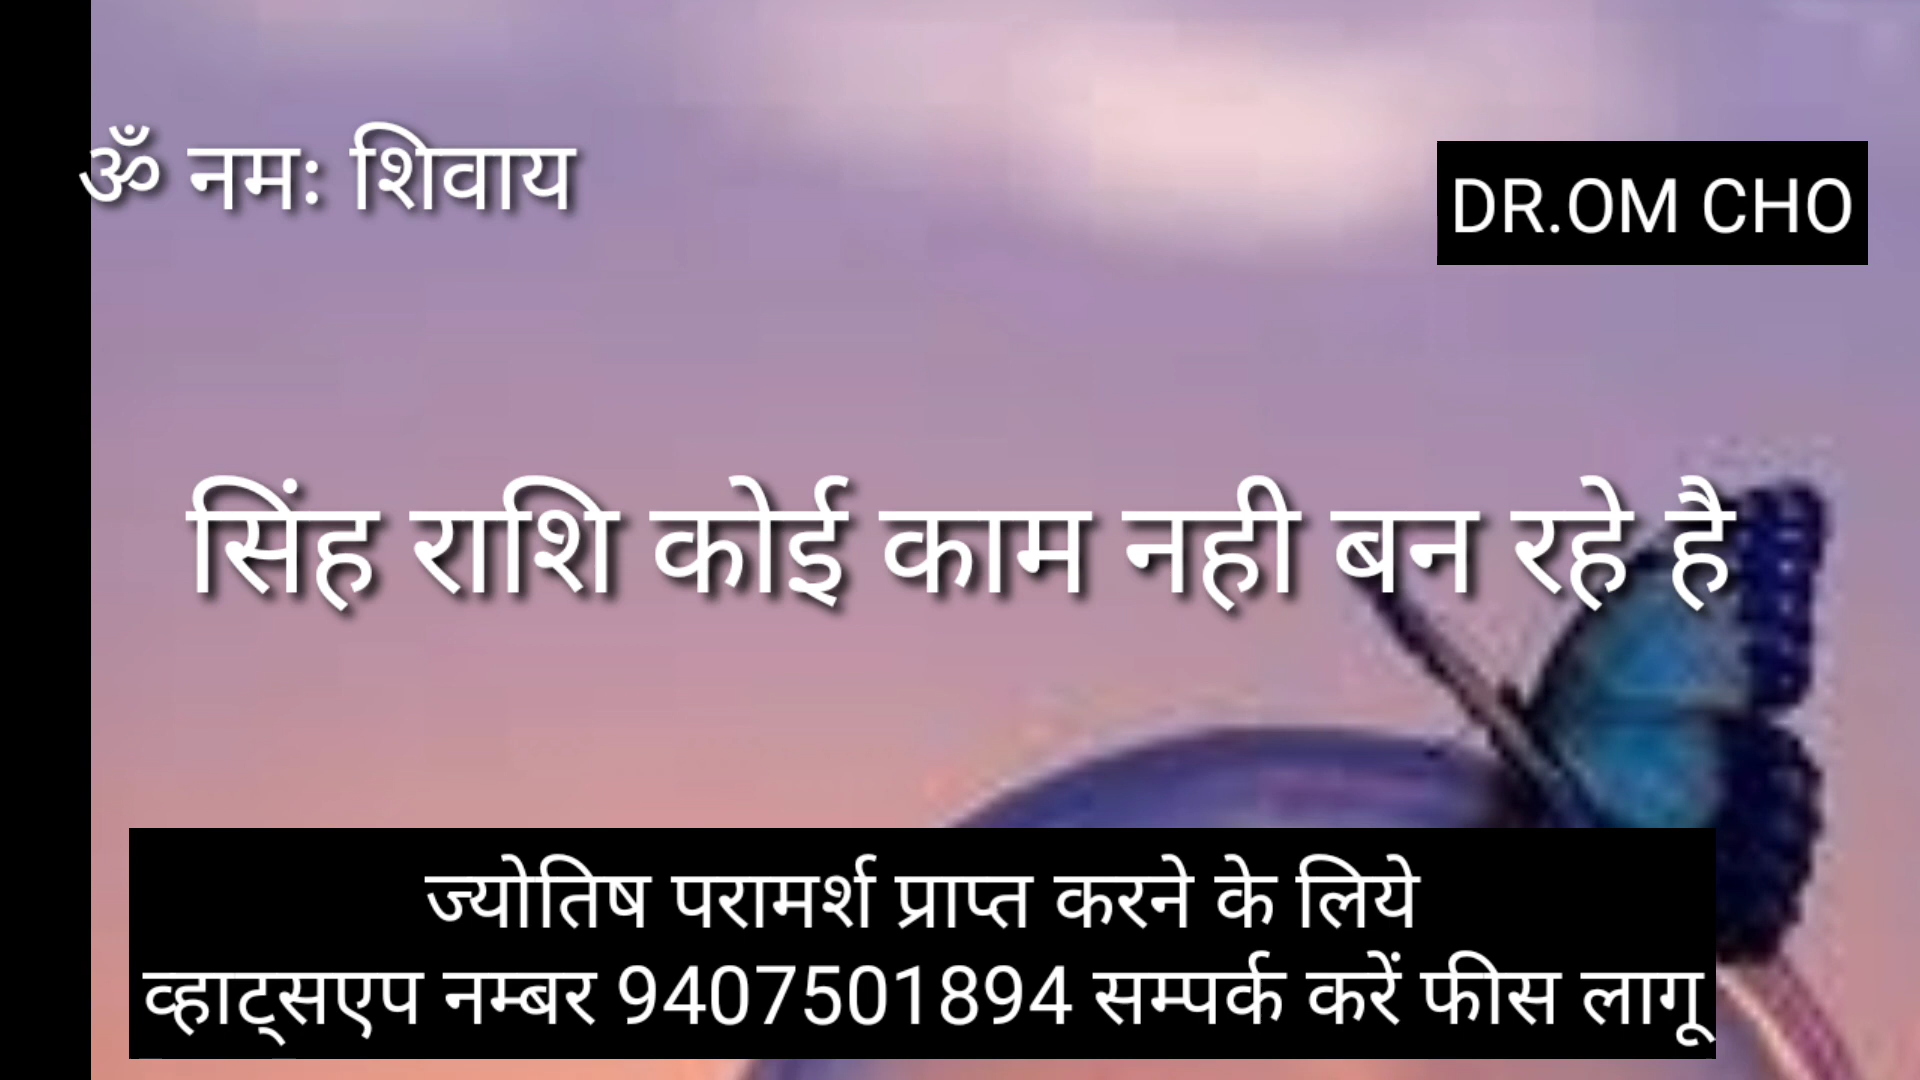 ॐ नमः शिवाय
DR.OM CHO
सिंह राशि कोई काम नही बन रहे है
ज्योतिष परामर्श प्राप्त करने के लिये
व्हाट्सएप नम्बर 9407501894 सम्पर्क करें फीस लागू